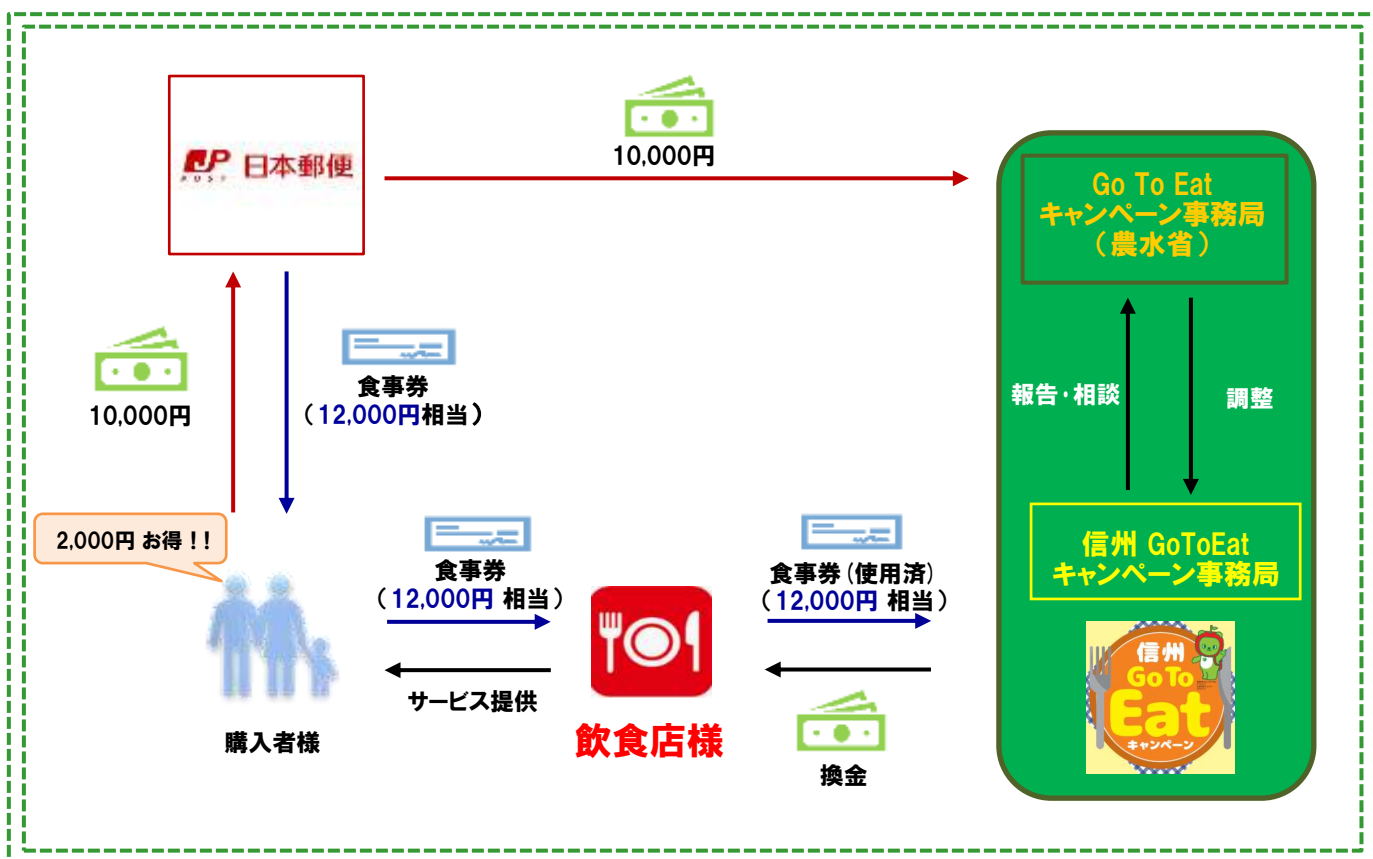 10,000円
JP
POST
日本郵便
Go To Eat
キャンペーン事務局
（農水省）
10,000円
食事券
（12,000円相当）
報告・相談
調整
2,000円 お得！！
食事券
（12,000円 相当）
食事券（使用済）
（12,000円 相当）
信州 GoToEat
キャンペーン事務局
サービス提供
購入者様
飲食店様
換金
信州
Go To
Eat
キャンペーン